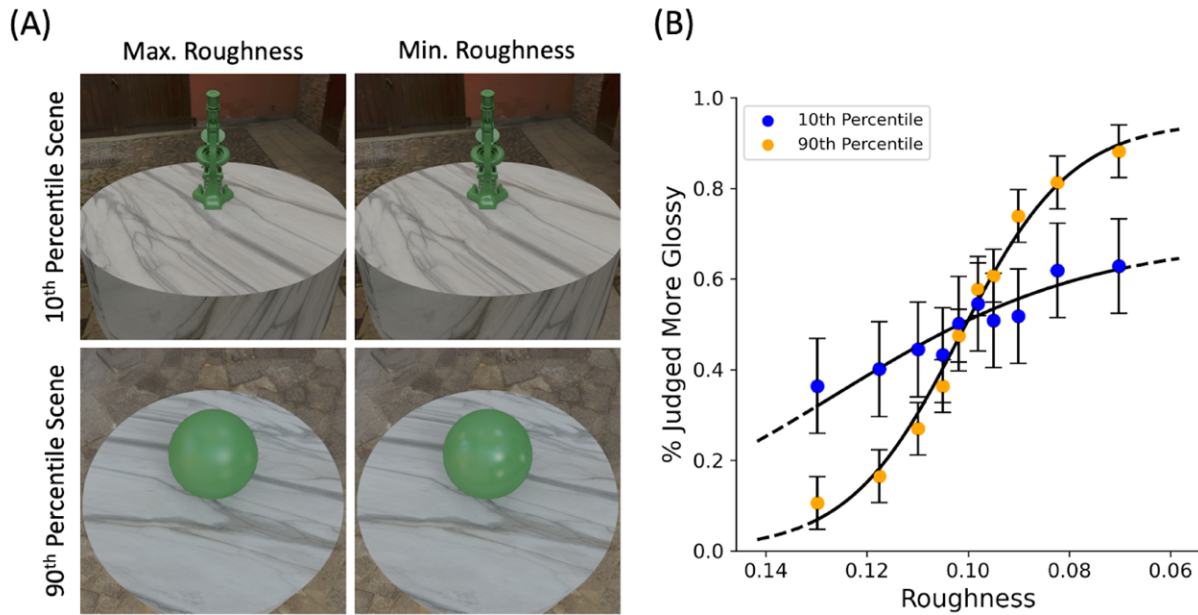 (A)
Max. Roughness
Min. Roughness
10th Percentile Scene
90th Percentile Scene
(B)
1.0
0.8
0.6
0.4
0.2
0.0
% Judged More Glossy
10th Percentile
90th Percentile
0.14
0.12
0.10
0.08
0.06
Roughness